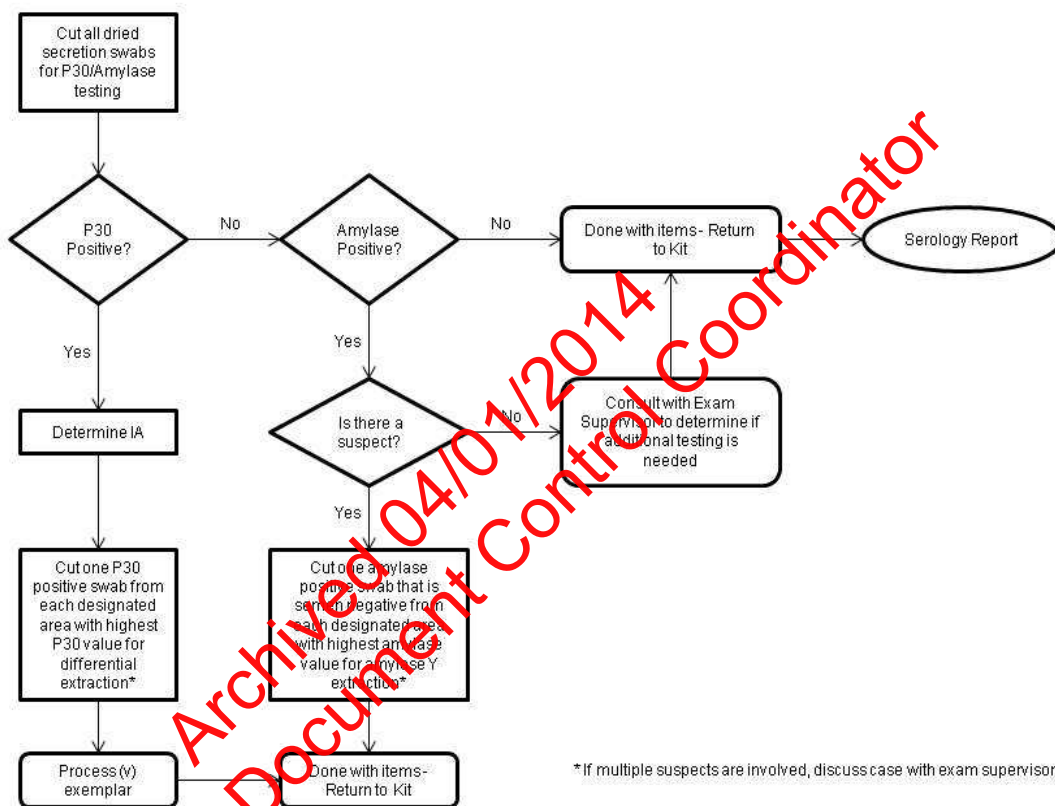 Cut all dried
secretion swabs
for P30/Amylase
testing
P30
Positive?
No
Amylase
Positive?
No
Done with items- Return
to Kit
Serology Report
Yes
Yes
Determine IA
Is there a
suspect?
No
Consult with Exam
Supervisor to determine if
additional testing is
needed
Yes
Cut one P30
positive swab from
each designated
area with highest
P30 value for
differential
extraction*
Cut one amylase
positive swab that is
semen negative from
each designated area
with highest amylase
value for amylase Y
extraction*
Process (v)
exemplar
Done with items-
Return to Kit
*If multiple suspects are involved, discuss case with exam supervisor
Archived 04/01/2014
Document Control Coordinator